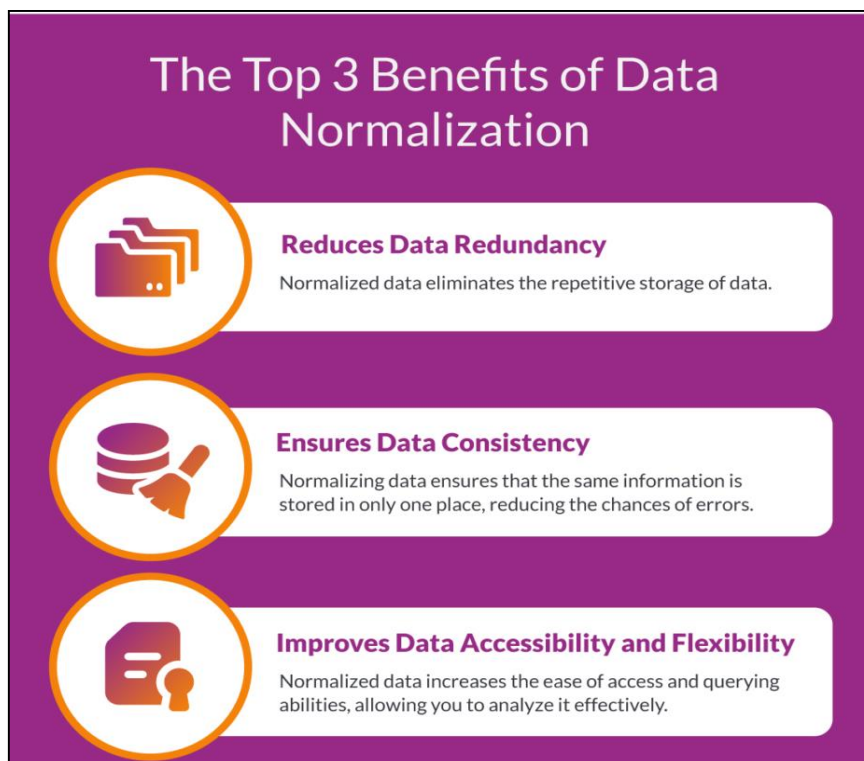 The Top 3 Benefits of Data
Normalization
Reduces Data Redundancy
Normalized data eliminates the repetitive storage of data.
Ensures Data Consistency
Normalizing data ensures that the same information is
stored in only one place, reducing the chances of errors.
Improves Data Accessibility and Flexibility
Normalized data increases the ease of access and querying
abilities, allowing you to analyze it effectively.